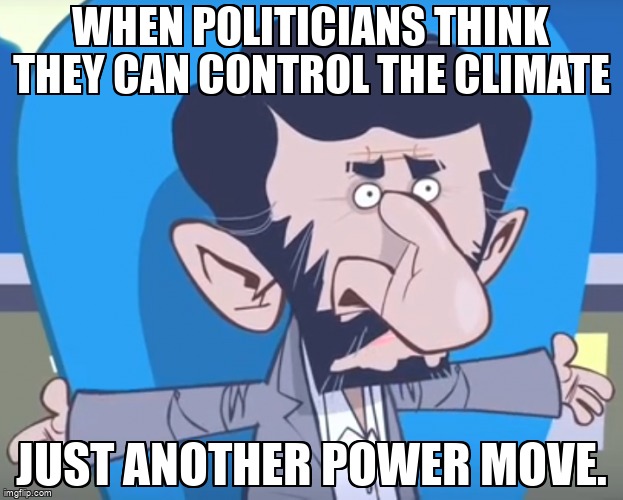 WHEN POLITICIANS THINK
THEY CAN CONTROL THE CLIMATE
JUST ANOTHER POWER MOVE.
imgflip.com